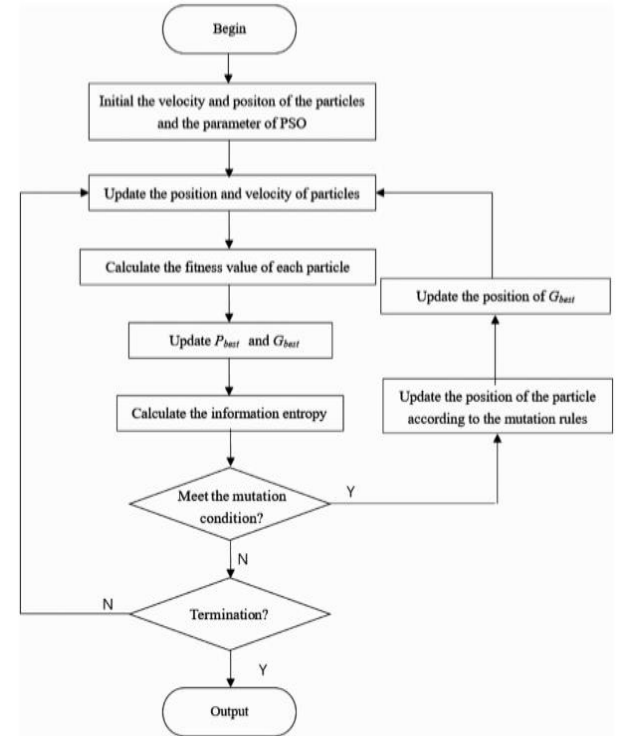 Begin
Initial the velocity and positon of the particles
and the parameter of PSO
Update the position and velocity of particles
Calculate the fitness value of each particle
Update the position of Gbest
Update Pbest and Gbest
Update the position of the particle
according to the mutation rules
Calculate the information entropy
Meet the mutation
condition?
Y
N
N
Termination?
Y
Output